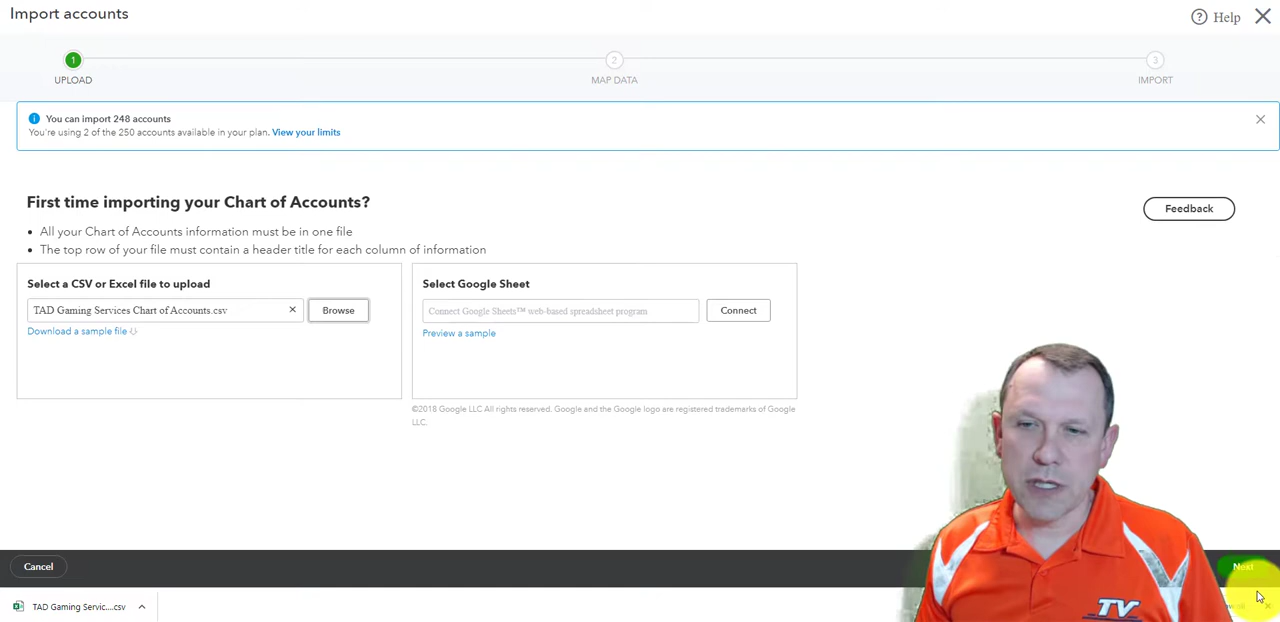 Import accounts
? Help
1
2
3
UPLOAD
MAP DATA
IMPORT
You can import 248 accounts
You're using 2 of the 250 accounts available in your plan. View your limits
First time importing your Chart of Accounts?
Feedback
• All your Chart of Accounts information must be in one file
• The top row of your file must contain a header title for each column of information
Select a CSV or Excel file to upload
Select Google Sheet
TAD Gaming Services Chart of Accounts.csv
Browse
Connect Google Sheets™ web-based spreadsheet program
Connect
Download a sample file
Preview a sample
©2018 Google LLC All rights reserved. Google and the Google logo are registered trademarks of Google
LLC.
Cancel
Next
TAD Gaming Servic....csv
TV